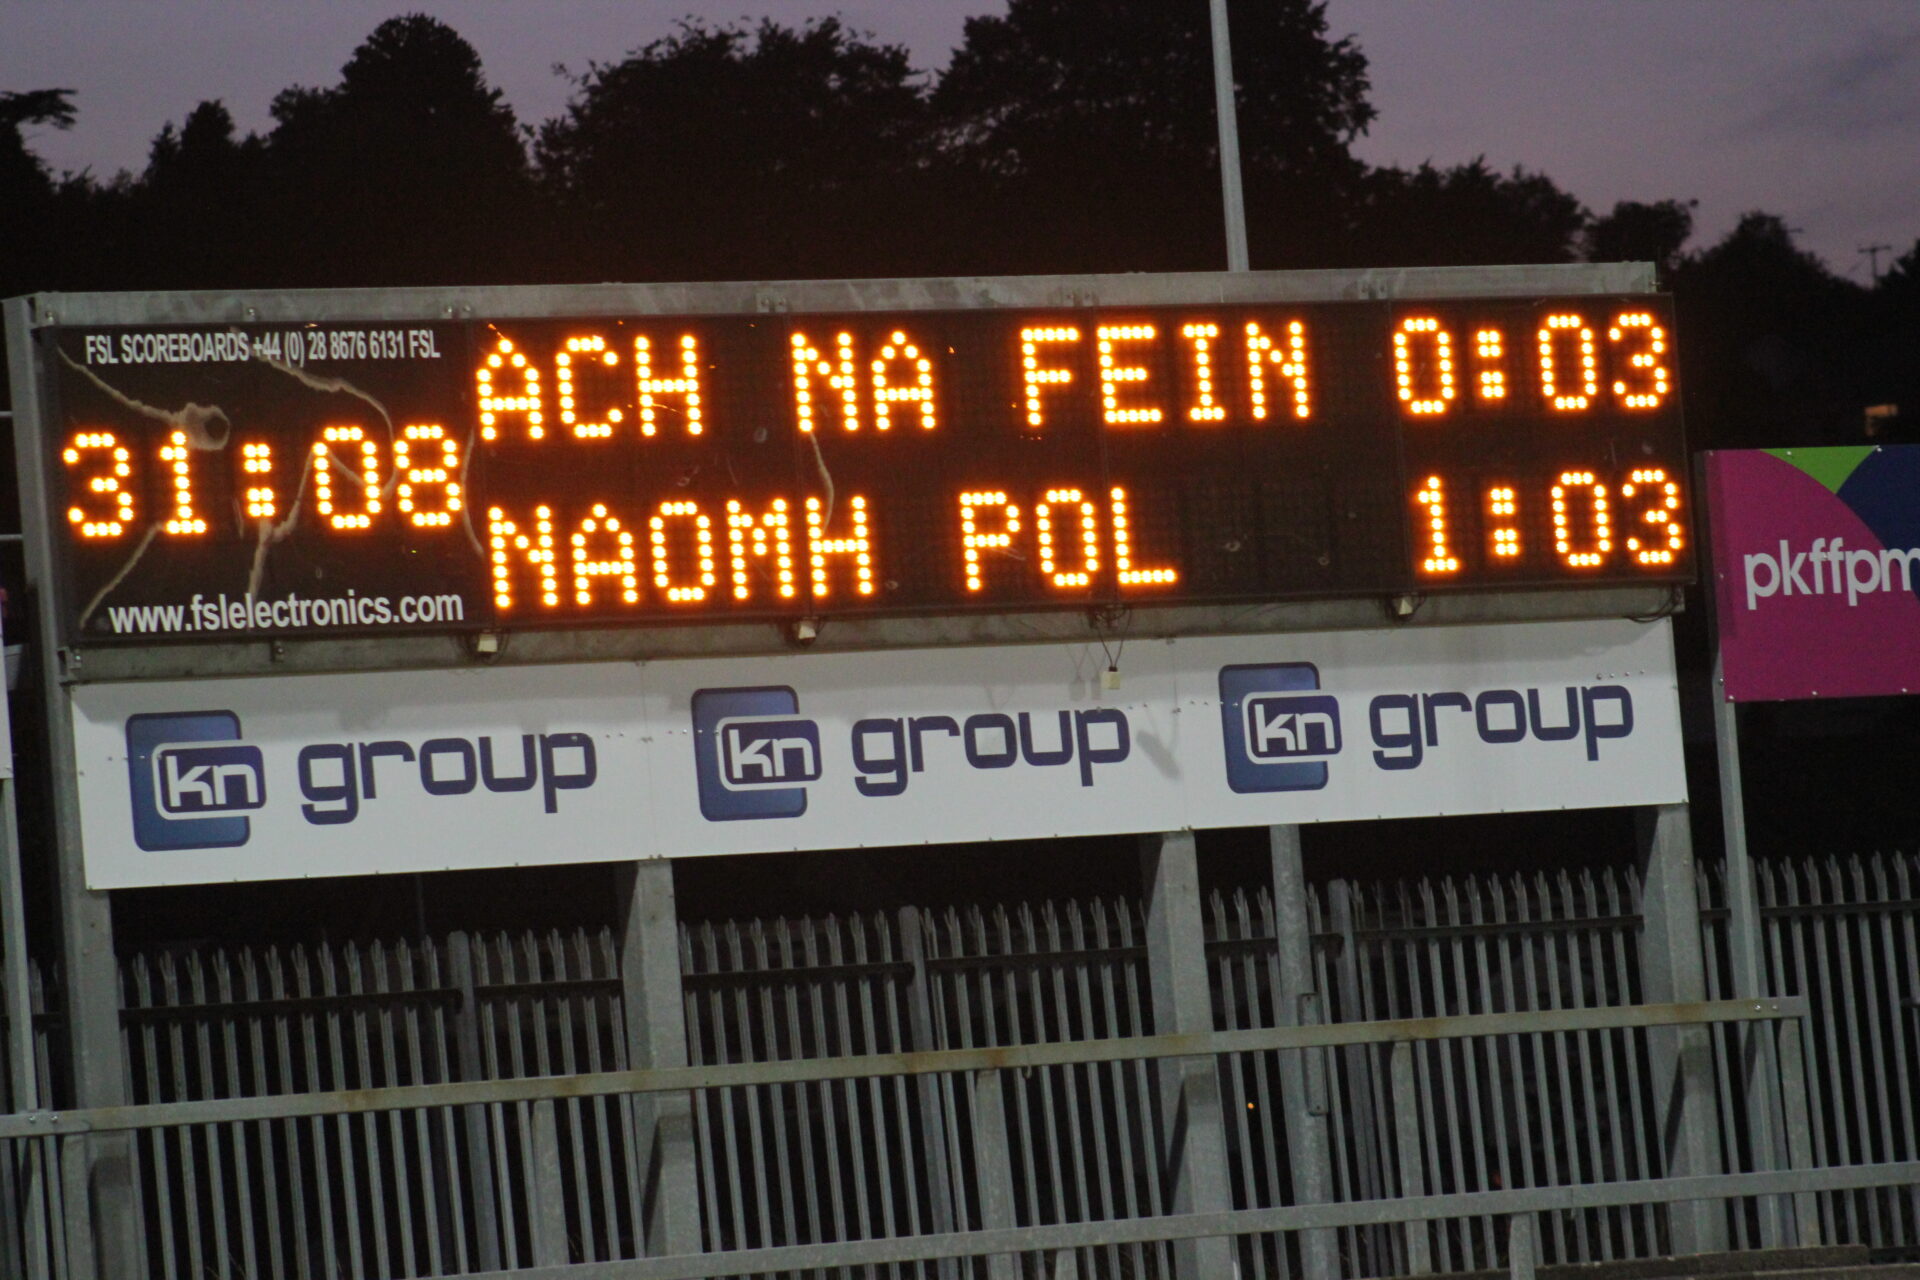 FSL SCOREBOARDS +44 (0) 28 8676 6131 FSL
ACH NA FEIN 0:03
31:08
NAOMH POL 1:03
www.fslelectronics.com
pkffpm
kn group kn group kn group